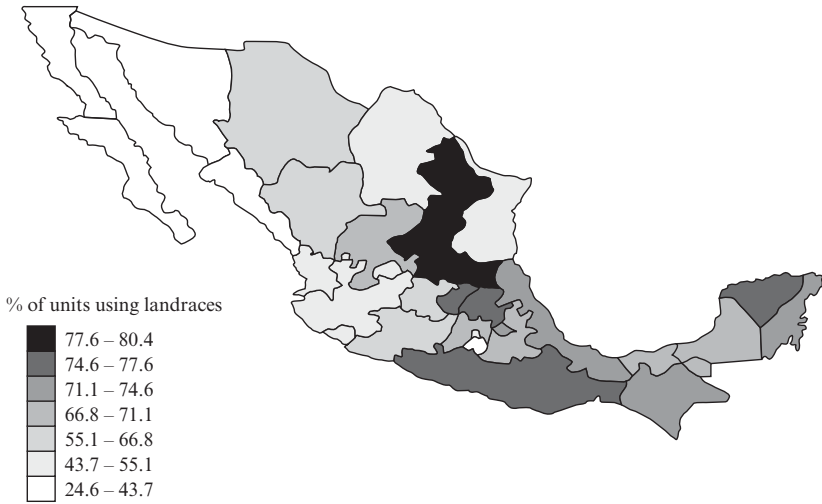 % of units using landraces
77.6 – 80.4
74.6 – 77.6
71.1 – 74.6
66.8 – 71.1
55.1 – 66.8
43.7 – 55.1
24.6 – 43.7